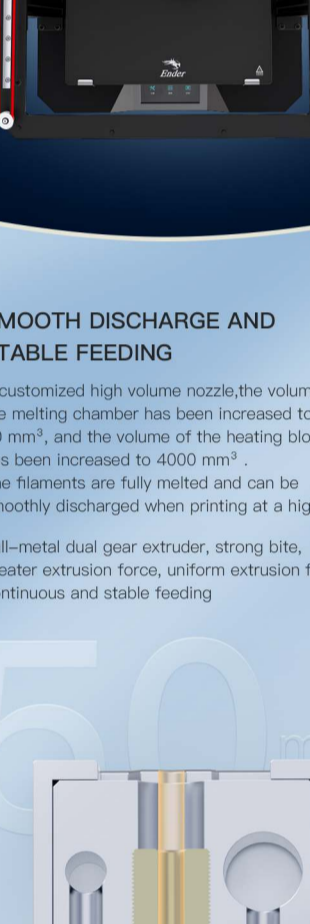 Ender
MOOTH DISCHARGE AND
TABLE FEEDING
customized high volume nozzle,the volum
e melting chamber has been increased to
0 mm³, and the volume of the heating blo
s been increased to 4000 mm³ .
he filaments are fully melted and can be
moothly discharged when printing at a hig
ll-metal dual gear extruder, strong bite,
eater extrusion force, uniform extrusion f
ntinuous and stable feeding
50 m